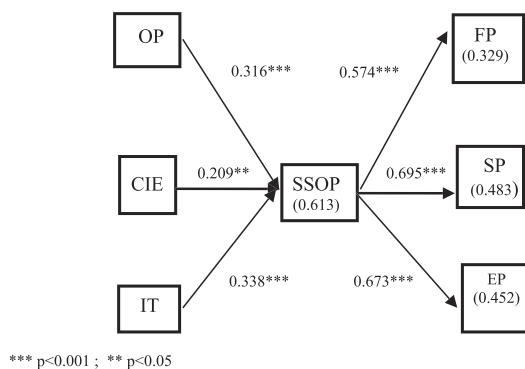 OP
FP
(0.329)
0.316***
0.574***
CIE
0.209**
SSOP
(0.613)
0.695***
SP
(0.483)
IT
0.338***
0.673***
EP
(0.452)
*** p<0.001 ; ** p<0.05